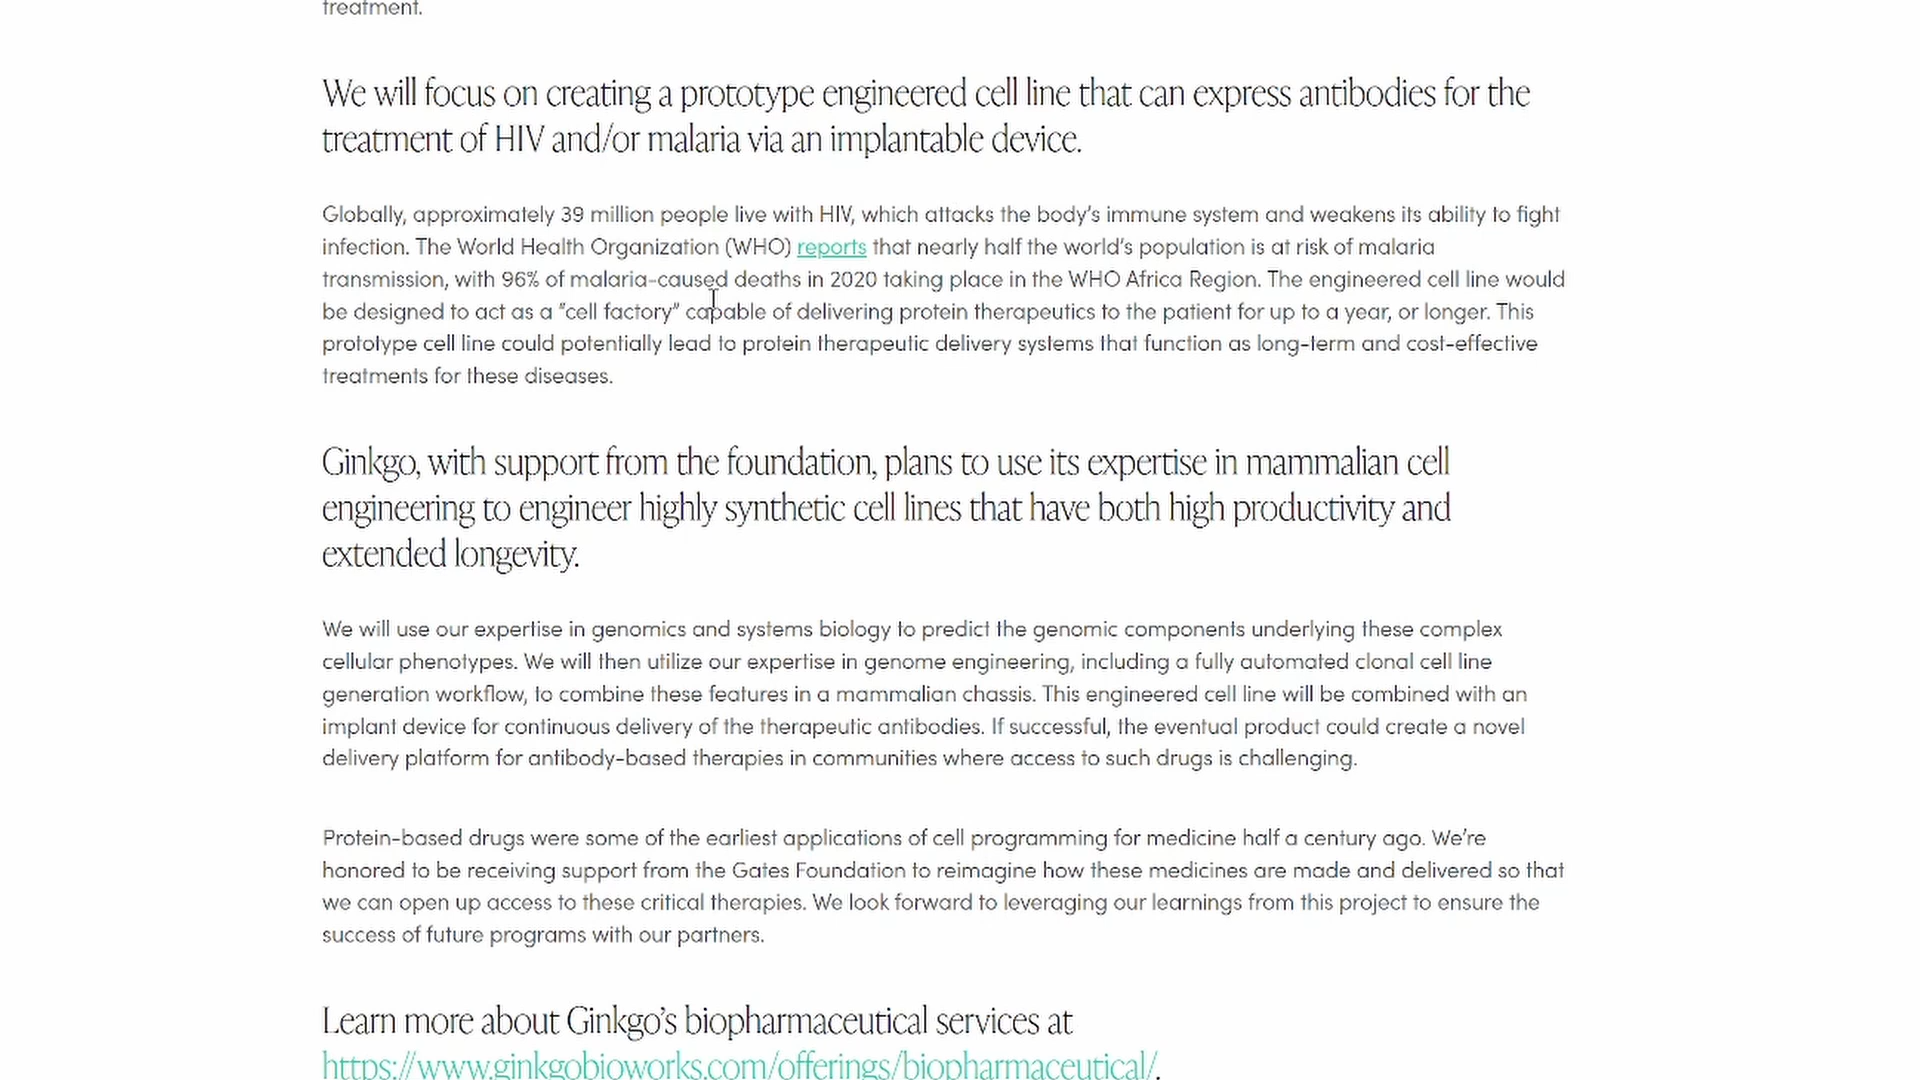 treatment.
We will focus on creating a prototype engineered cell line that can express antibodies for the
treatment of HIV and/or malaria via an implantable device.
Globally, approximately 39 million people live with HIV, which attacks the body's immune system and weakens its ability to fight
infection. The World Health Organization (WHO) reports that nearly half the world's population is at risk of malaria
transmission, with 96% of malaria-caused deaths in 2020 taking place in the WHO Africa Region. The engineered cell line would
be designed to act as a "cell factory" capable of delivering protein therapeutics to the patient for up to a year, or longer. This
prototype cell line could potentially lead to protein therapeutic delivery systems that function as long-term and cost-effective
treatments for these diseases.
Ginkgo, with support from the foundation, plans to use its expertise in mammalian cell
engineering to engineer highly synthetic cell lines that have both high productivity and
extended longevity.
We will use our expertise in genomics and systems biology to predict the genomic components underlying these complex
cellular phenotypes. We will then utilize our expertise in genome engineering, including a fully automated clonal cell line
generation workflow, to combine these features in a mammalian chassis. This engineered cell line will be combined with an
implant device for continuous delivery of the therapeutic antibodies. If successful, the eventual product could create a novel
delivery platform for antibody-based therapies in communities where access to such drugs is challenging.
Protein-based drugs were some of the earliest applications of cell programming for medicine half a century ago. We're
honored to be receiving support from the Gates Foundation to reimagine how these medicines are made and delivered so that
we can open up access to these critical therapies. We look forward to leveraging our learnings from this project to ensure the
success of future programs with our partners.
Learn more about Ginkgo's biopharmaceutical services at
https://www.ginkgobioworks.com/offerings/biopharmaceutical/.